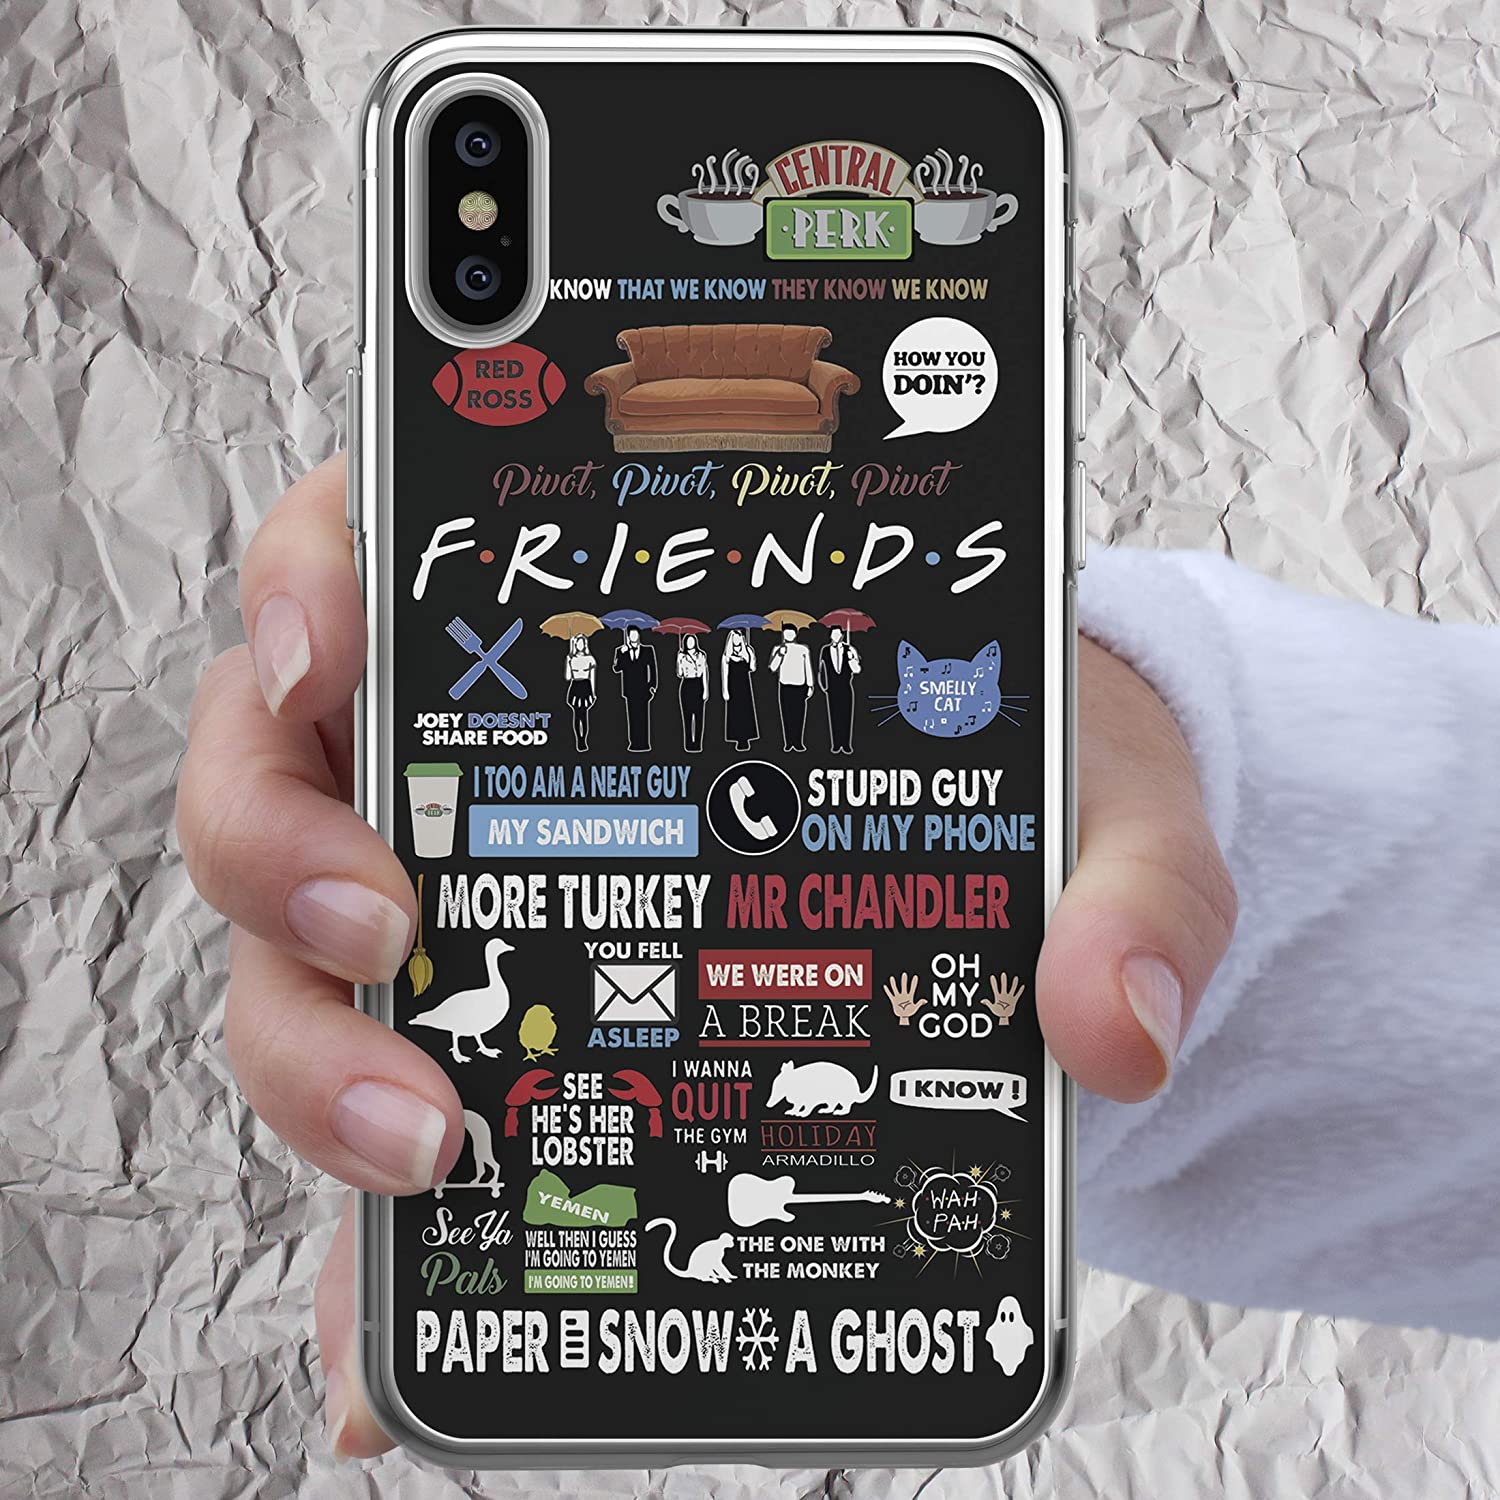 CENTRAL
PERK
KNOW THAT WE KNOW THEY KNOW WE KNOW
RED
ROSS
HOW YOU
DOIN'?
Pivot, Pivot, Pivot, Pivot
F·R·I·E·N·D·S
JOEY DOESN'T
SHARE FOOD
SMELLY
CAT
CENTRAL
PERK
I TOO AM A NEAT GUY
MY SANDWICH
STUPID GUY
ON MY PHONE
MORE TURKEY MR CHANDLER
YOU FELL
ASLEEP
WE WERE ON
A BREAK
OH
MY
GOD
SEE
HE'S HER
LOBSTER
I WANNA
QUIT
THE GYM
HOLIDAY
ARMADILLO
I KNOW!
See Ya
Pals
YEMEN
WELL THEN I GUESS
I'M GOING TO YEMEN
I'M GOING TO YEMEN!
THE ONE WITH
THE MONKEY
W·A·H
P·A·H
PAPER SNOW A GHOST